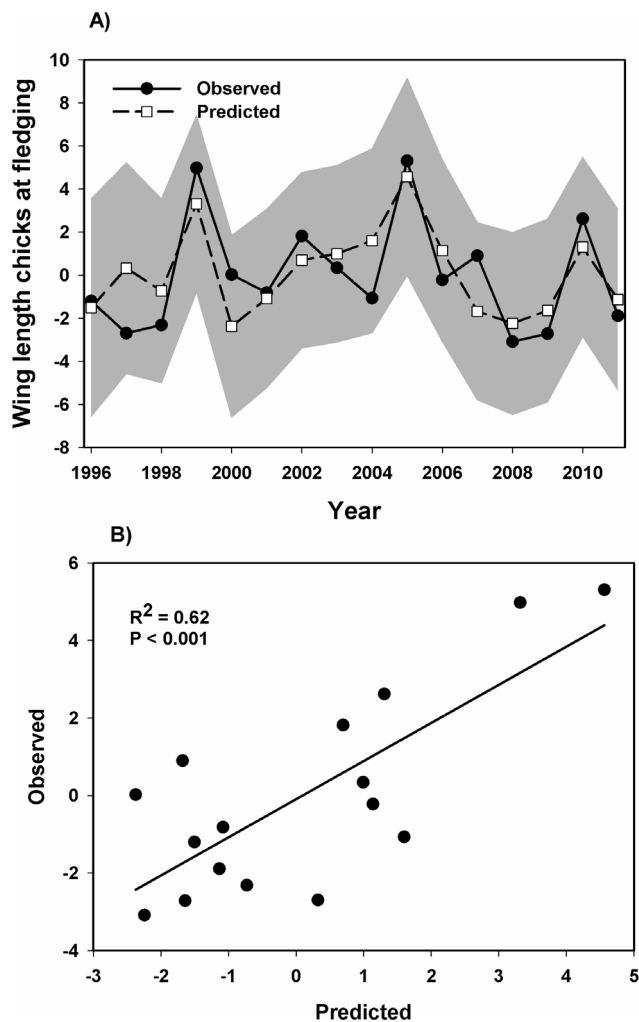 A)
Wing length chicks at fledging
10
8
6
4
2
0
-2
-4
-6
-8
Observed
Predicted
1996 1998 2000 2002 2004 2006 2008 2010
Year
B)
Observed
6
4
2
0
-2
-4
R2 = 0.62
P < 0.001
-3 -2 -1 0 1 2 3 4 5
Predicted